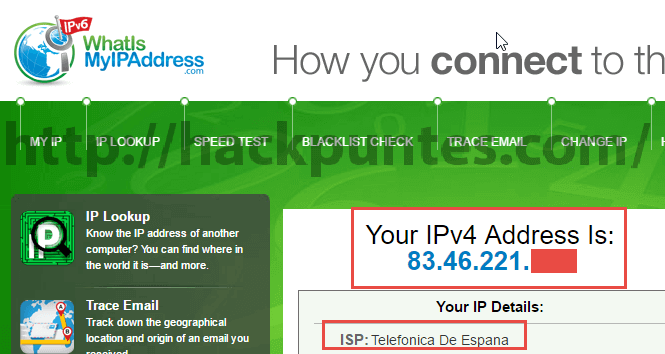 IPv6
WhatIs
MyIPAddress
.com
How you connect to th
MY IP IP LOOKUP SPEED TEST BLACKLIST CHECK TRACE EMAIL CHANGE IP H
http://hackpuntes.com/
IP Lookup
Know the IP address of another
computer? You can find where in
the world it is—and more.
Your IPv4 Address Is:
83.46.221.
Your IP Details:
ISP: Telefonica De Espana
Trace Email
Track down the geographical
location and origin of an email you
received.